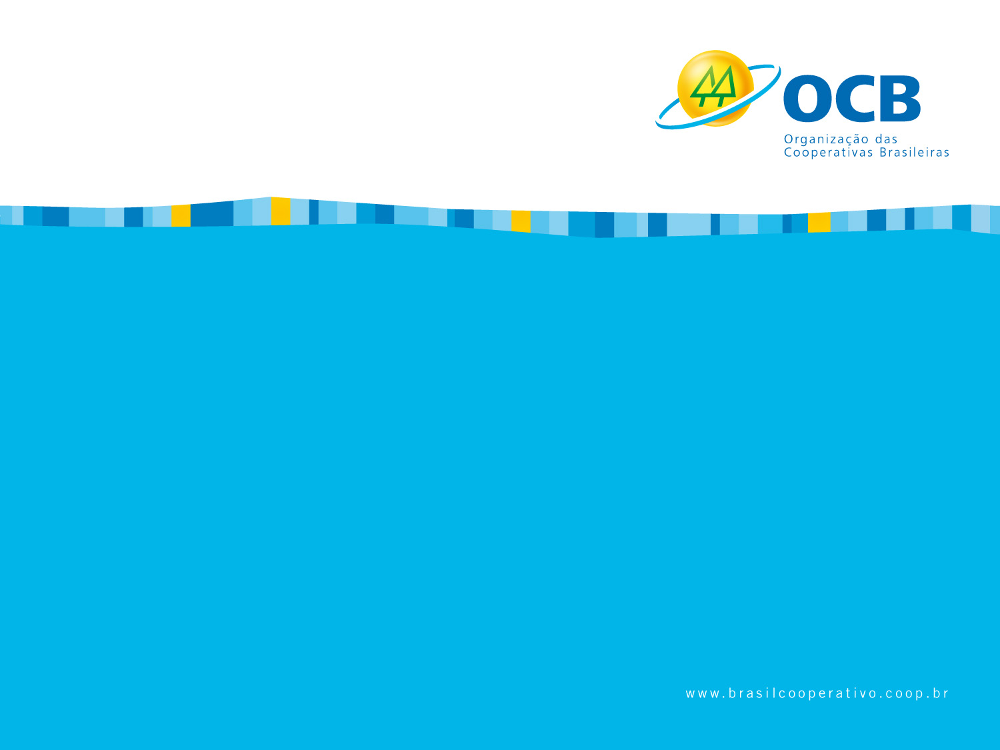 OCB
Organização das
Cooperativas Brasileiras
www.brasilcooperativo.coop.br